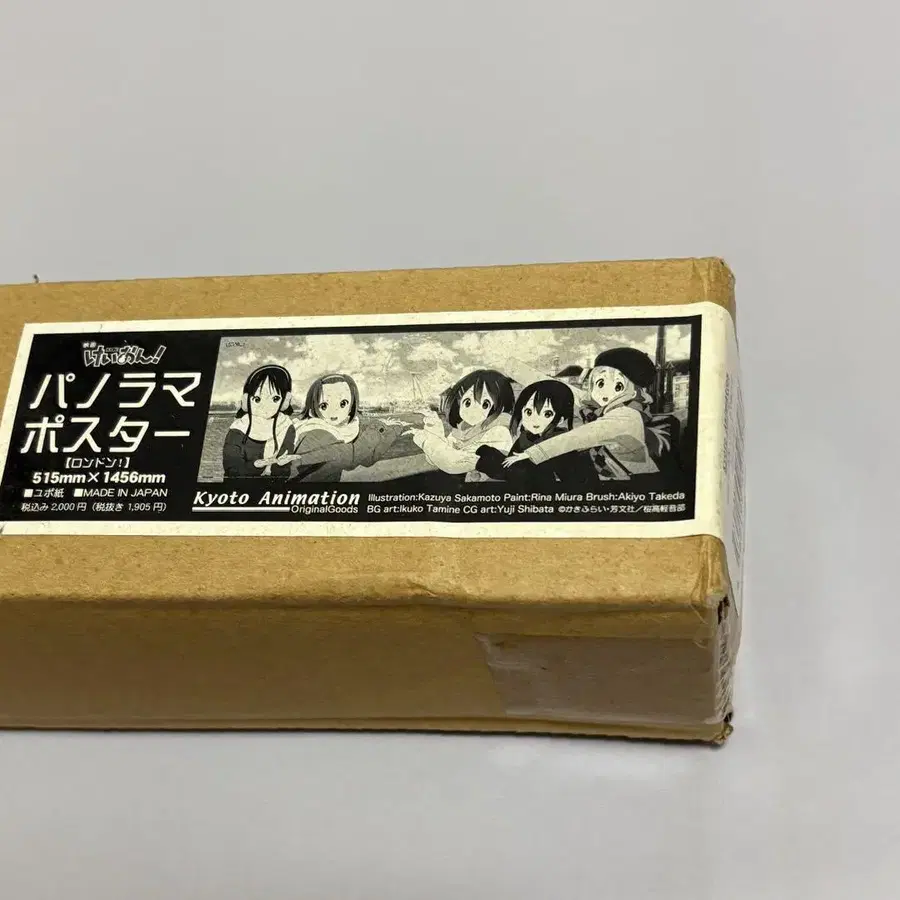 映画
けいおん!
パノラマ
ポスター
【ロンドン!】
515mm×1456mm
■ユポ紙 ■MADE IN JAPAN
税込み 2,000円(税抜き 1,905円)
Kyoto Animation
OriginalGoods
Illustration:Kazuya Sakamoto Paint:Rina Miura Brush:Akiyo Takeda
BG art:Ikuko Tamine CG art:Yuji Shibata ©かきふらい・芳文社/桜高軽音部